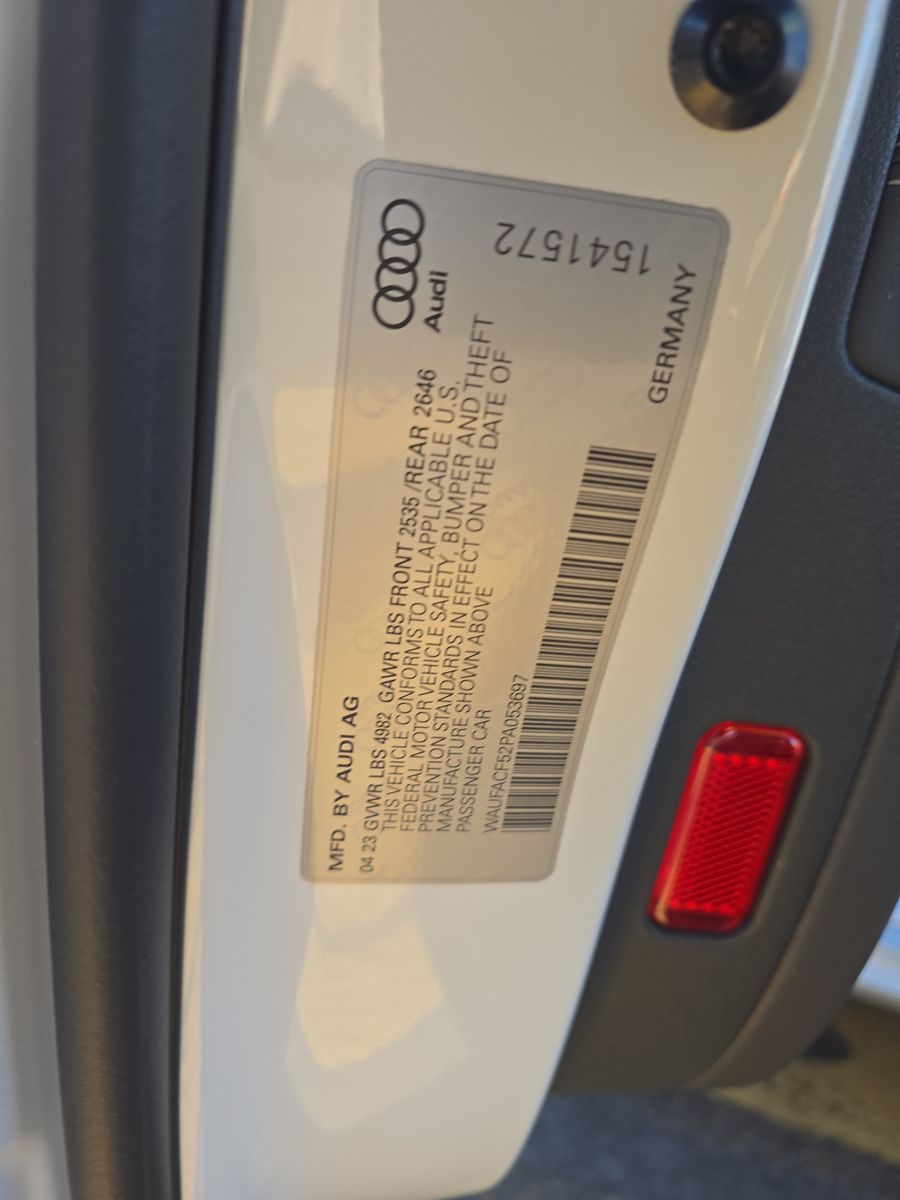 MFD. BY AUDI AG
04 23 GVWR LBS 4982 GAWR LBS FRONT 2535 /REAR 2646
THIS VEHICLE CONFORMS TO ALL APPLICABLE U.S.
FEDERAL MOTOR VEHICLE SAFETY, BUMPER AND THEFT
PREVENTION STANDARDS IN EFFECT ON THE DATE OF
MANUFACTURE SHOWN ABOVE
PASSENGER CAR
WAUFACF52PA053697
Audi
1541572
GERMANY